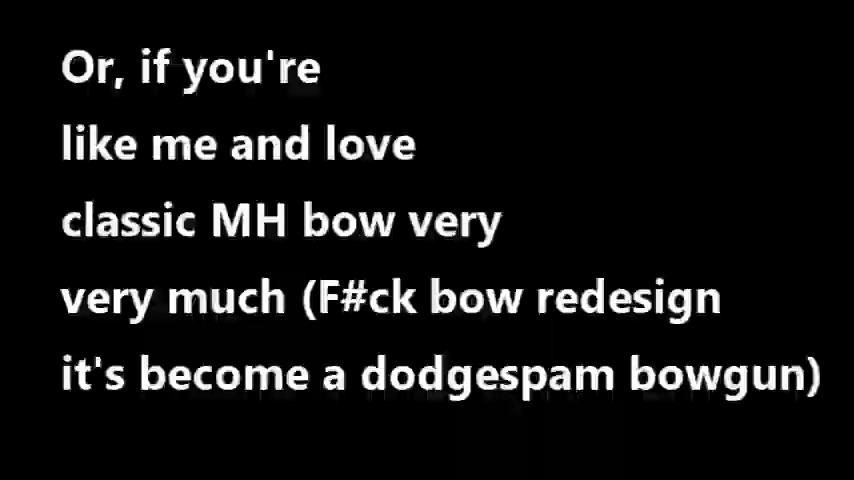 Or, if you're
like me and love
classic MH bow very
very much (F#ck bow redesign
it's become a dodgespam bowgun)